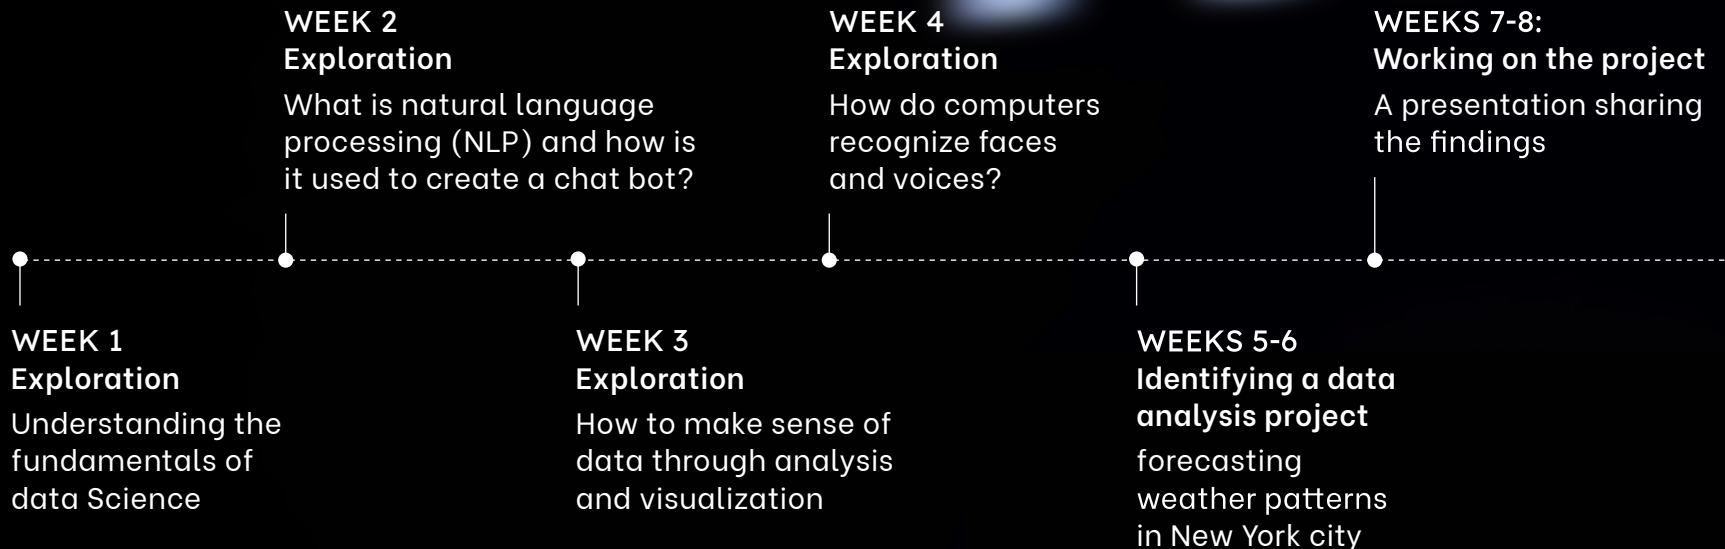 WEEK 2
Exploration
What is natural language
processing (NLP) and how is
it used to create a chat bot?
WEEK 4
Exploration
How do computers
recognize faces
and voices?
WEEKS 7-8:
Working on the project
A presentation sharing
the findings
WEEK 1
Exploration
Understanding the
fundamentals of
data Science
WEEK 3
Exploration
How to make sense of
data through analysis
and visualization
WEEKS 5-6
Identifying a data
analysis project
forecasting
weather patterns
in New York city